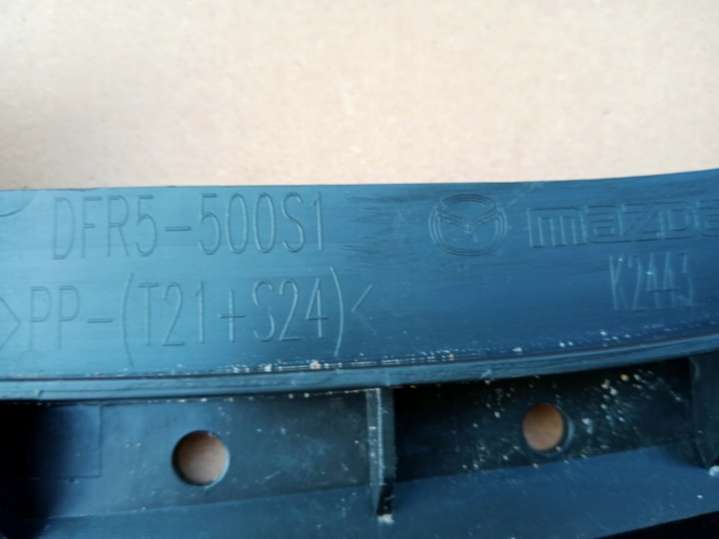 DFR5-500S1 mazda
>PP-(T21+S24)< K2443